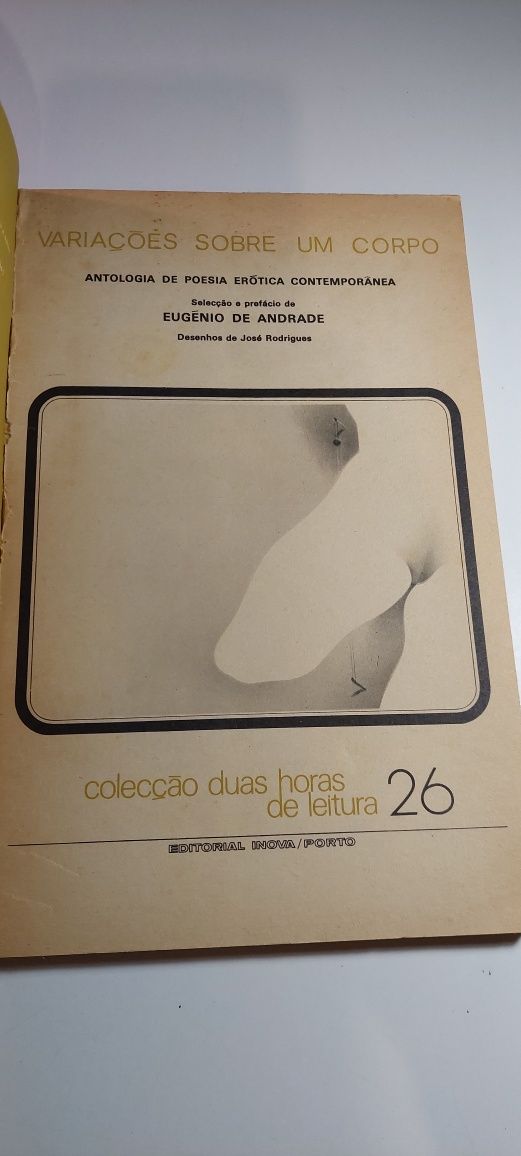 VARIAÇÕES SOBRE UM CORPO
ANTOLOGIA DE POESIA ERÓTICA CONTEMPORÂNEA
Selecção e prefácio de
EUGÉNIO DE ANDRADE
Desenhos de José Rodrigues
colecção duas horas
de leitura 26
EDITORIAL INOVA/PORTO